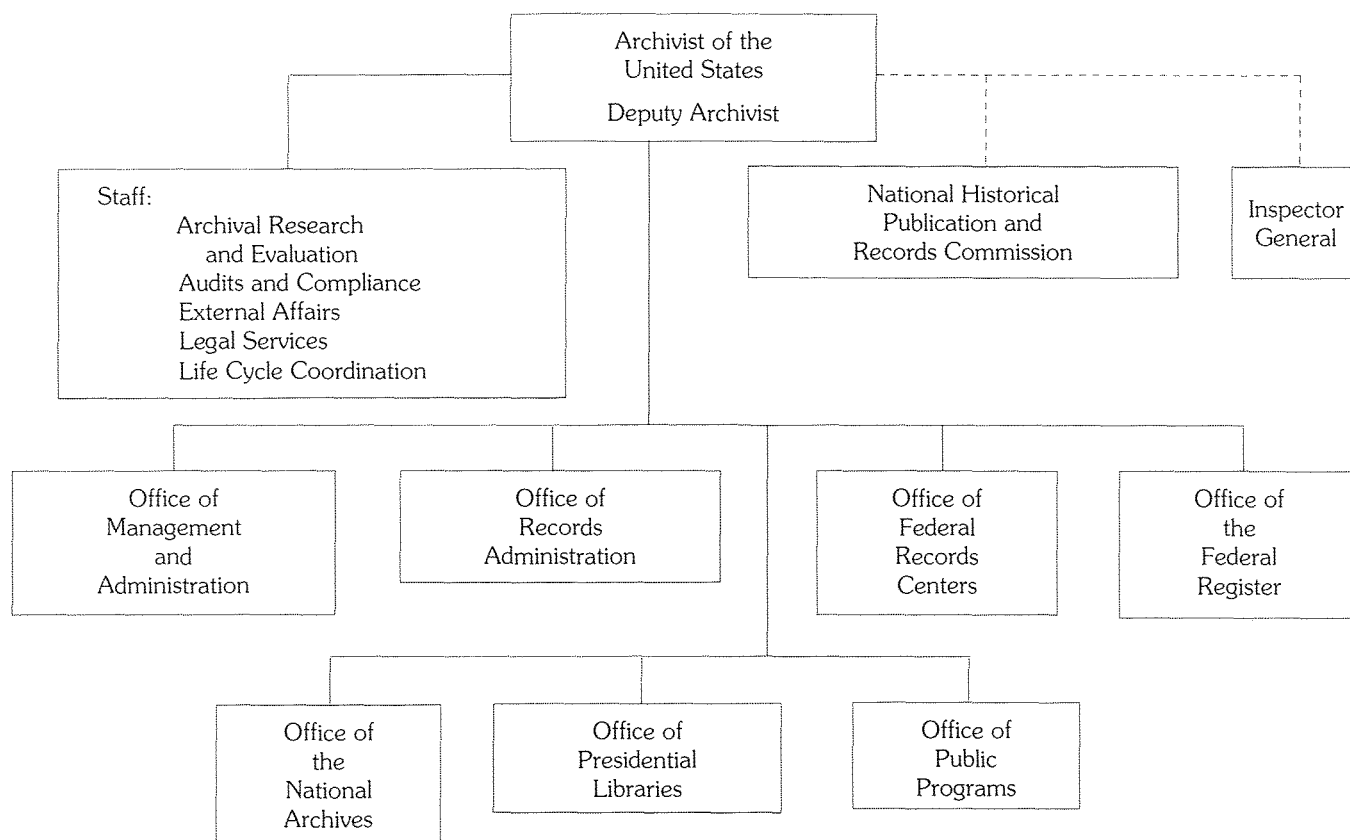 Archivist of the
United States
Deputy Archivist
Staff:
Archival Research
and Evaluation
Audits and Compliance
External Affairs
Legal Services
Life Cycle Coordination
National Historical
Publication and
Records Commission
Inspector
General
Office of
Management
and
Administration
Office of
Records
Administration
Office of
Federal
Records
Centers
Office of
the
Federal
Register
Office of
the
National
Archives
Office of
Presidential
Libraries
Office of
Public
Programs